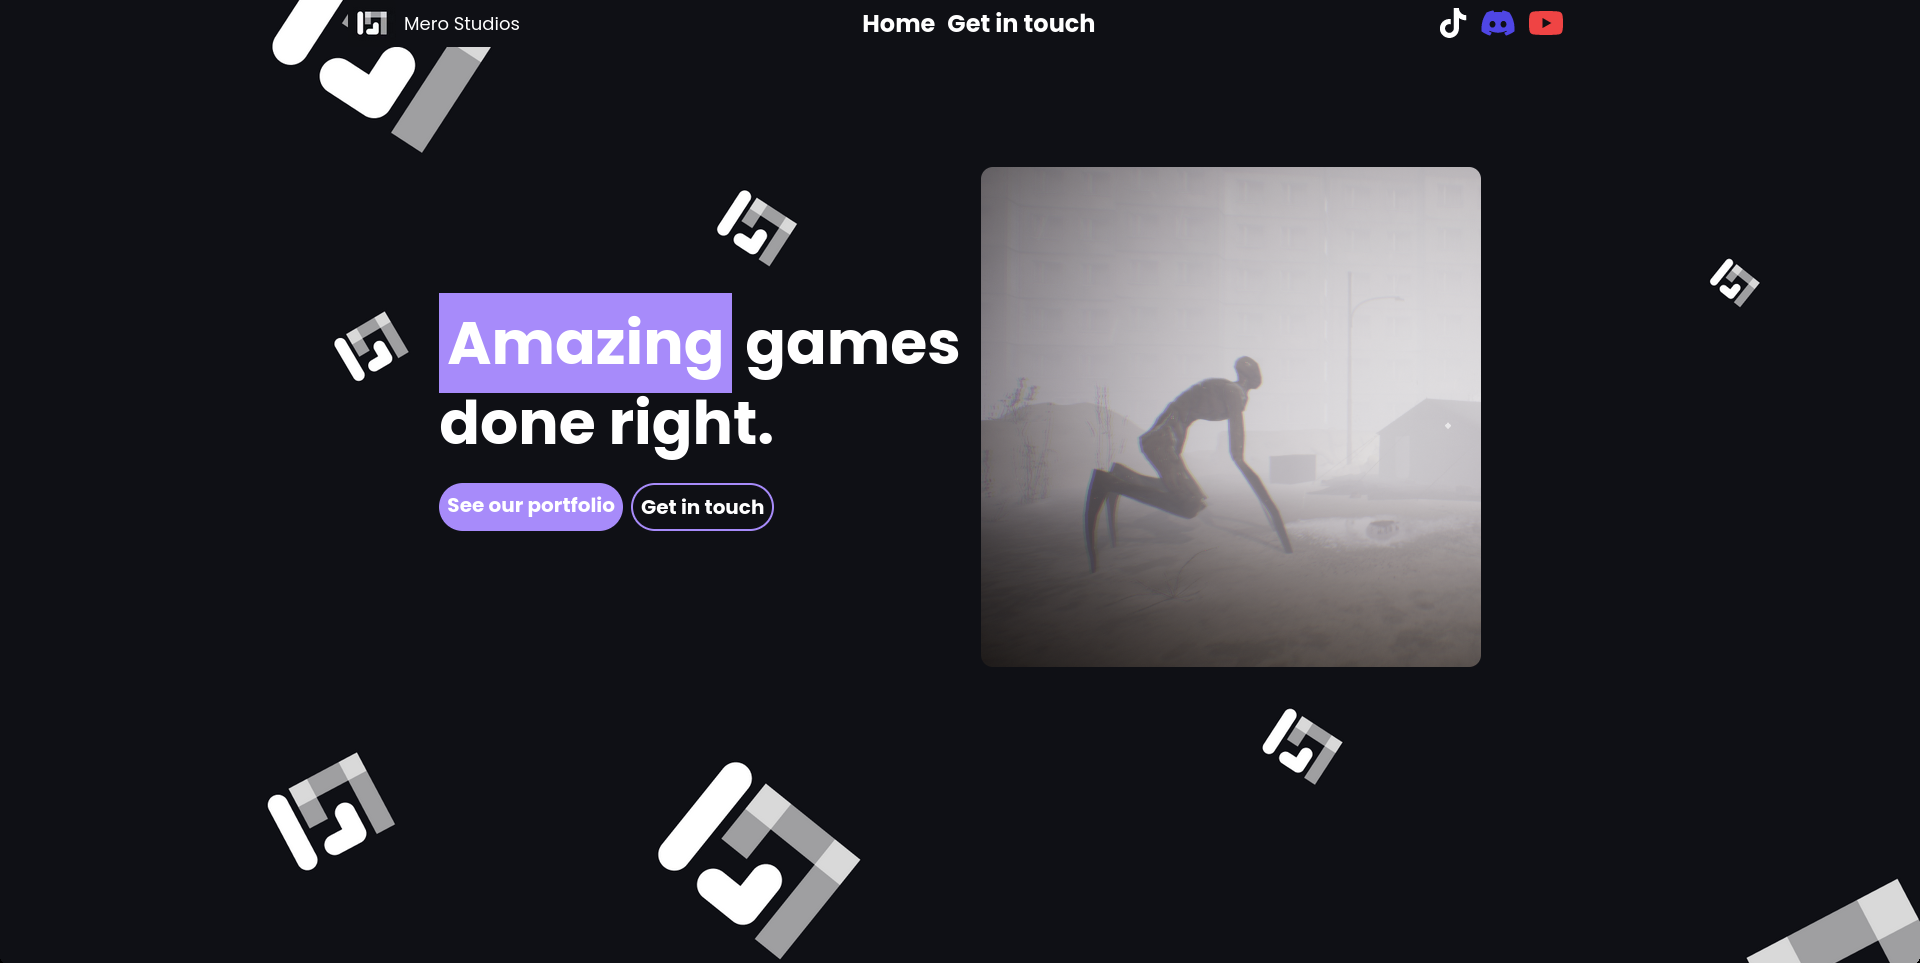 Mero Studios
Home Get in touch
Amazing games
done right.
See our portfolio
Get in touch